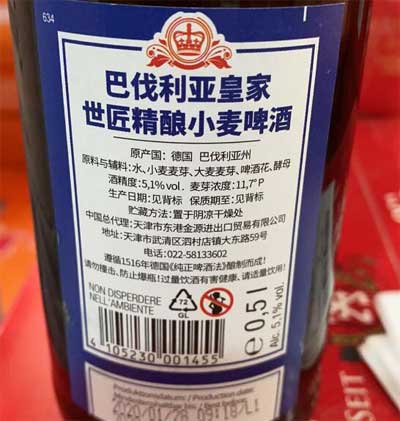 634
巴伐利亚皇家
世匠精酿小麦啤酒
原产国：德国 巴伐利亚州
原料与辅料：水、小麦麦芽、大麦麦芽、啤酒花、酵母
酒精度：5,1%vol. 麦芽浓度：11,7°P
生产日期：见背标 保质期至：见背标
贮藏方法：置于阴凉干燥处
中国总代理：天津市东港金源进出口贸易有限公司
地址：天津市武清区泗村店镇大东路59号
电话：022-58133602
遵循1516年德国《纯正啤酒法》酿制而成！
请勿撞击、防止爆瓶！过量饮酒有害健康、请适量饮用！
NON DISPERDERE
NELL'AMBIENTE
72
GL
4 105230 001455
e 0,5 l
Alc. 5,1% vol.
Produktionsdatum: / Production date:
2020/01/28 09:18/L1
SEIT